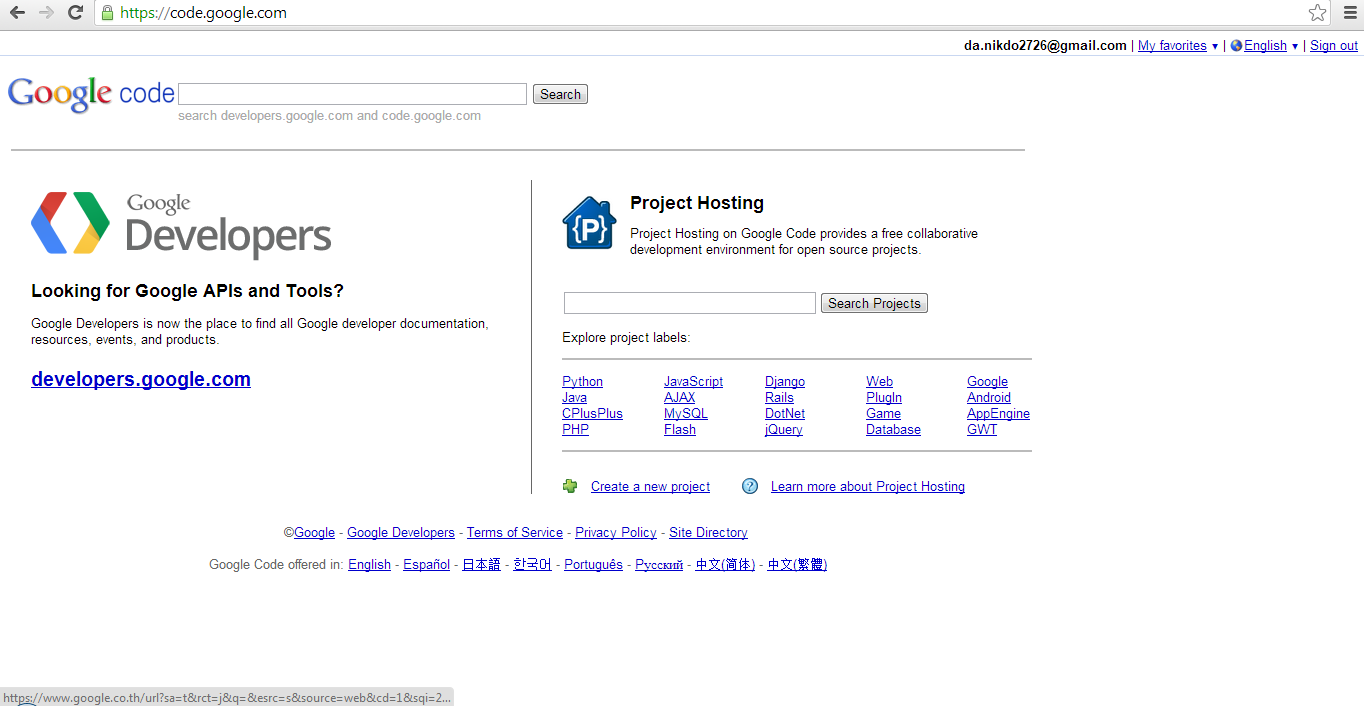 https://code.google.com
da.nikdo2726@gmail.com | My favorites ▼ | English ▼ | Sign out
Google code Search
search developers.google.com and code.google.com
Google
Developers
Looking for Google APIs and Tools?
Google Developers is now the place to find all Google developer documentation,
resources, events, and products.
developers.google.com
{P}
Project Hosting
Project Hosting on Google Code provides a free collaborative
development environment for open source projects.
Search Projects
Explore project labels:
Python JavaScript Django Web Google
Java AJAX Rails PlugIn Android
CPlusPlus MySQL DotNet Game AppEngine
PHP Flash jQuery Database GWT
Create a new project ? Learn more about Project Hosting
©Google - Google Developers - Terms of Service - Privacy Policy - Site Directory
Google Code offered in: English - Español - 日本語 - 한국어 - Português - Русский - 中文(简体) - 中文(繁體)
https://www.google.co.th/url?sa=t&rct=j&q=&esrc=s&source=web&cd=1&sqi=2...